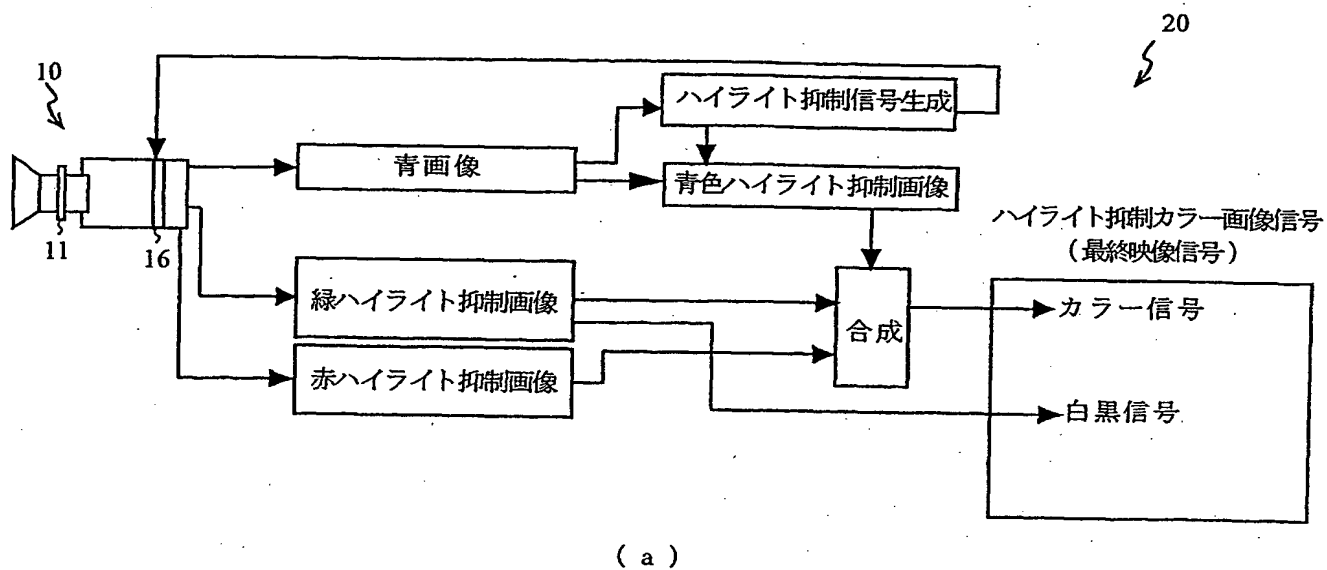 20
10
ハイライト抑制信号生成
青画像
青色ハイライト抑制画像
11
16
ハイライト抑制カラー画像信号
(最終映像信号)
緑ハイライト抑制画像
合成
カラー信号
赤ハイライト抑制画像
白黒信号
( a )